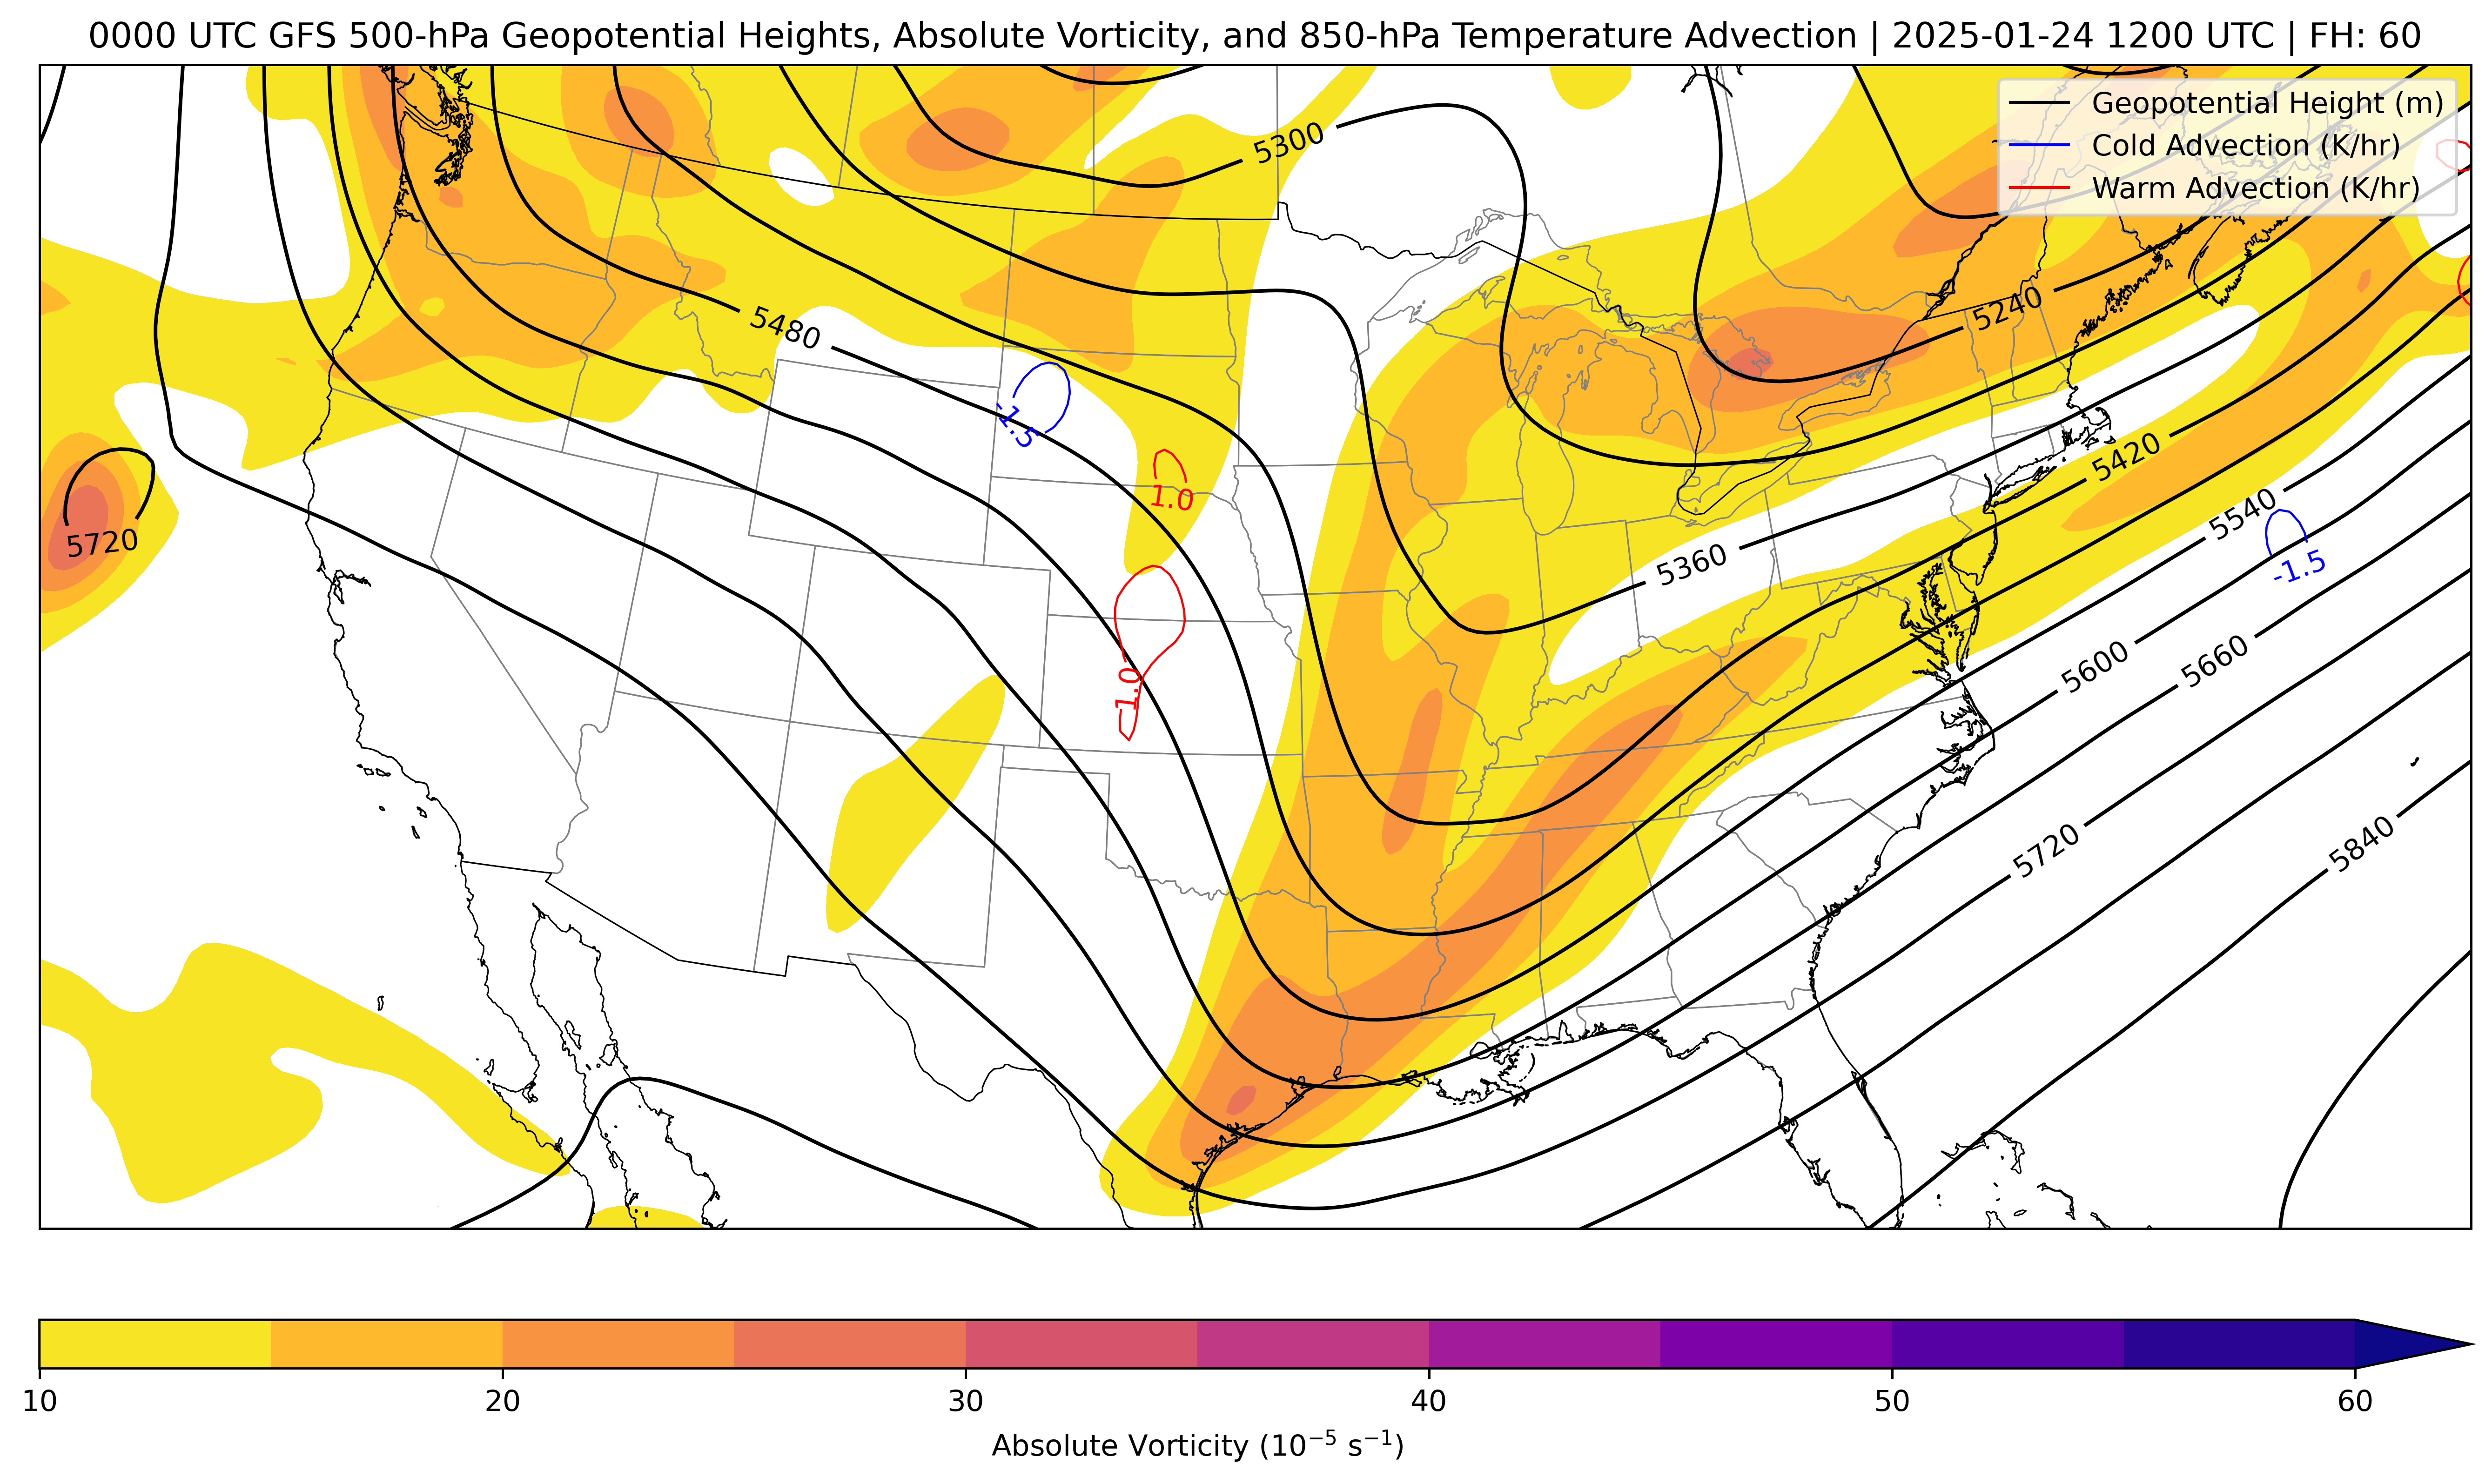 0000 UTC GFS 500-hPa Geopotential Heights, Absolute Vorticity, and 850-hPa Temperature Advection | 2025-01-24 1200 UTC | FH: 60
Geopotential Height (m)
Cold Advection (K/hr)
Warm Advection (K/hr)
5300
5240
5480
-1.5
5420
1.0
5720
5540
5360
-1.5
5600
5660
1.0
5720
5840
10 20 30 40 50 60
Absolute Vorticity (10⁻⁵ s⁻¹)